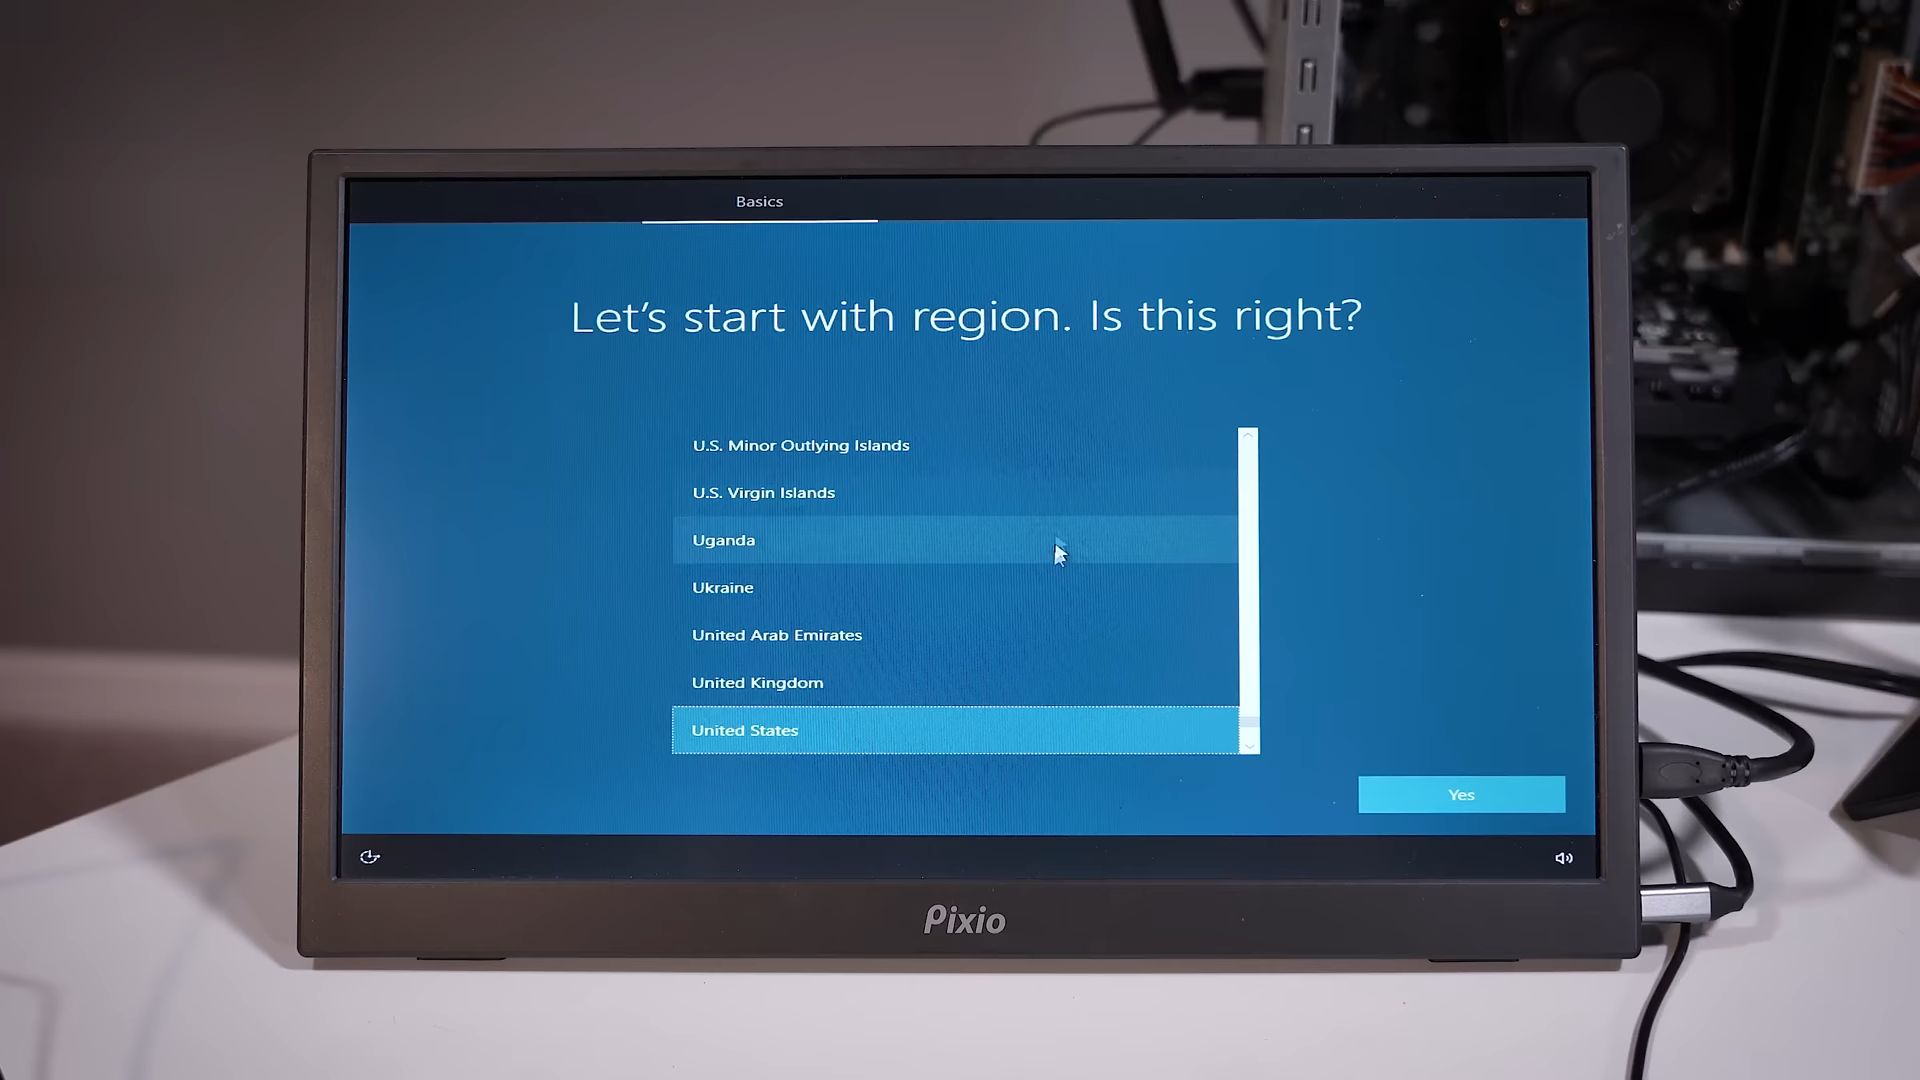 Basics
Let's start with region. Is this right?
U.S. Minor Outlying Islands
U.S. Virgin Islands
Uganda
Ukraine
United Arab Emirates
United Kingdom
United States
Yes
Pixio